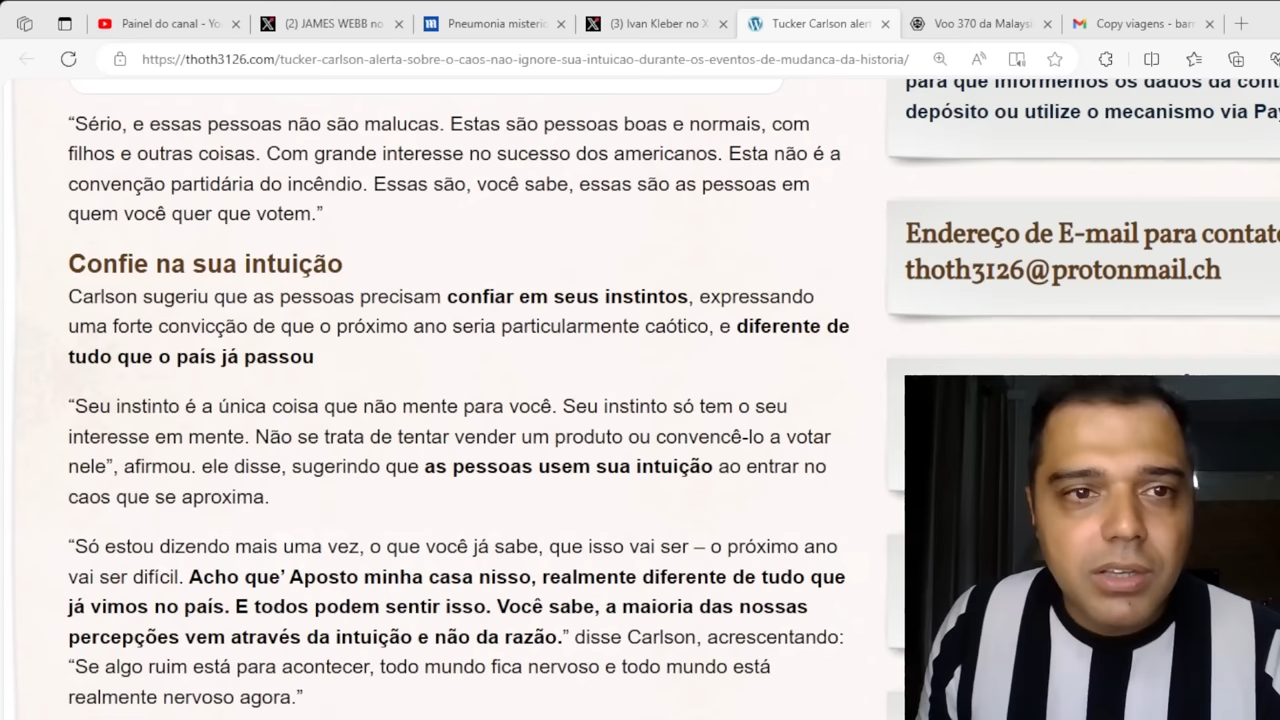 Painel do canal - Yo
(2) JAMES WEBB no
Pneumonia misterio
(3) Ivan Kleber no X
Tucker Carlson alert
Voo 370 da Malays
Copy viagens - barr
https://thoth3126.com/tucker-carlson-alerta-sobre-o-caos-nao-ignore-sua-intuicao-durante-os-eventos-de-mudanca-da-historia/
“Sério, e essas pessoas não são malucas. Estas são pessoas boas e normais, com
filhos e outras coisas. Com grande interesse no sucesso dos americanos. Esta não é a
convenção partidária do incêndio. Essas são, você sabe, essas são as pessoas em
quem você quer que votem.”
Confie na sua intuição
Carlson sugeriu que as pessoas precisam confiar em seus instintos, expressando
uma forte convicção de que o próximo ano seria particularmente caótico, e diferente de
tudo que o país já passou
“Seu instinto é a única coisa que não mente para você. Seu instinto só tem o seu
interesse em mente. Não se trata de tentar vender um produto ou convencê-lo a votar
nele”, afirmou. ele disse, sugerindo que as pessoas usem sua intuição ao entrar no
caos que se aproxima.
“Só estou dizendo mais uma vez, o que você já sabe, que isso vai ser – o próximo ano
vai ser difícil. Acho que’ Aposto minha casa nisso, realmente diferente de tudo que
já vimos no país. E todos podem sentir isso. Você sabe, a maioria das nossas
percepções vem através da intuição e não da razão.” disse Carlson, acrescentando:
“Se algo ruim está para acontecer, todo mundo fica nervoso e todo mundo está
realmente nervoso agora.”
para que informemos os dados da cont
depósito ou utilize o mecanismo via Pay
Endereço de E-mail para contato
thoth3126@protonmail.ch